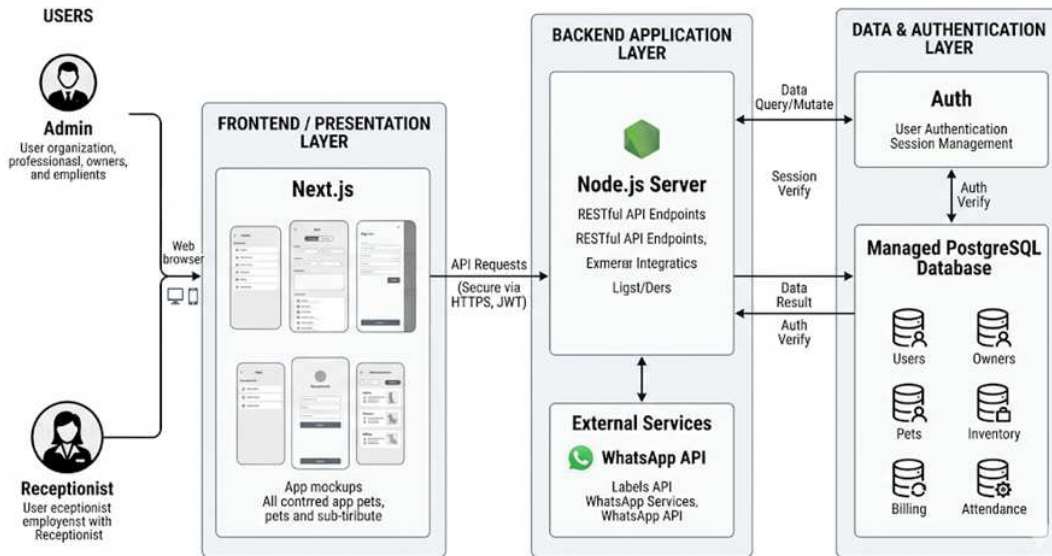 USERS
Admin
User organization,
professionasl, owners,
and emplients
Receptionist
User eceptionist
employenst with
Receptionist
Web
browser
FRONTEND / PRESENTATION
LAYER
Next.js
App mockups
All contrred app pets,
pets and sub-tiribute
API Requests
(Secure via
HTTPS, JWT)
BACKEND APPLICATION
LAYER
Node.js Server
RESTful API Endpoints
RESTful API Endpoints,
Exmerar Integratics
Ligst/Ders
External Services
WhatsApp API
Labels API
WhatsApp Services,
WhatsApp API
Data
Query/Mutate
Session
Verify
Data
Result
Auth
Verify
DATA & AUTHENTICATION
LAYER
Auth
User Authentication
Session Management
Auth
Verify
Managed PostgreSQL
Database
Users
Owners
Pets
Inventory
Billing
Attendance